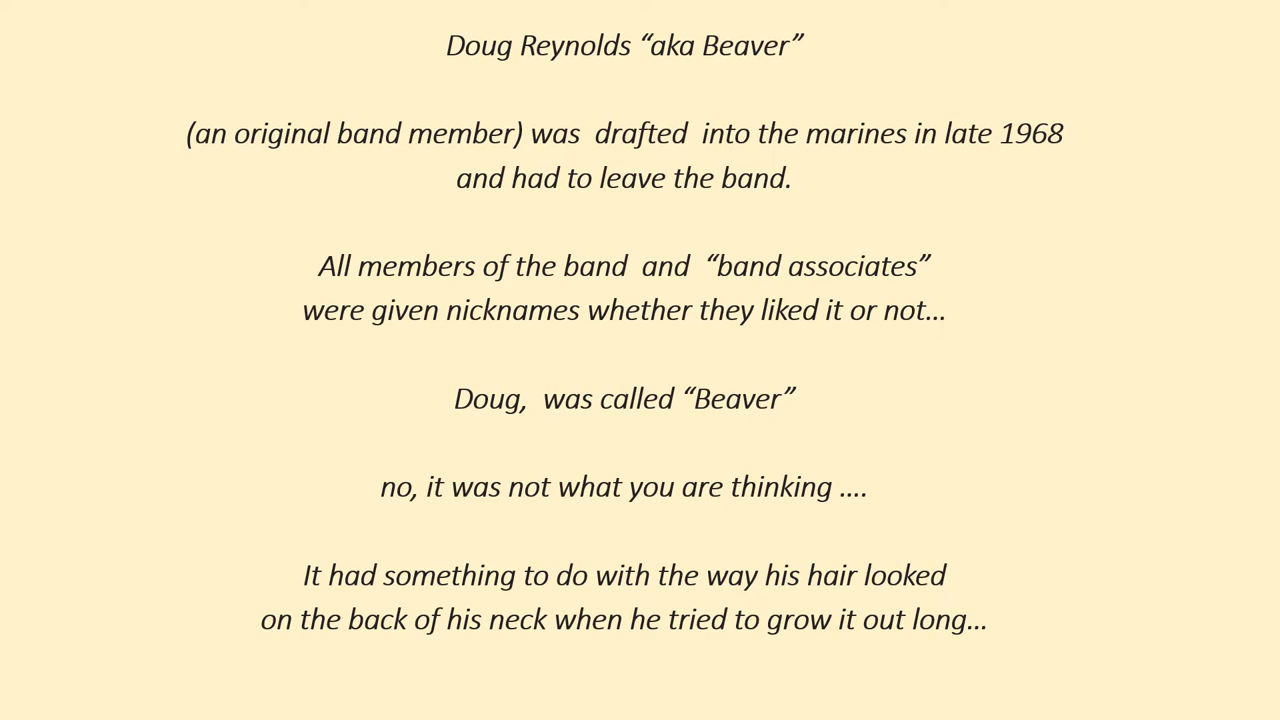 Doug Reynolds “aka Beaver”
(an original band member) was  drafted  into the marines in late 1968
and had to leave the band.
All members of the band  and  “band associates”
were given nicknames whether they liked it or not...
Doug,  was called “Beaver”
no, it was not what you are thinking ....
It had something to do with the way his hair looked
on the back of his neck when he tried to grow it out long...